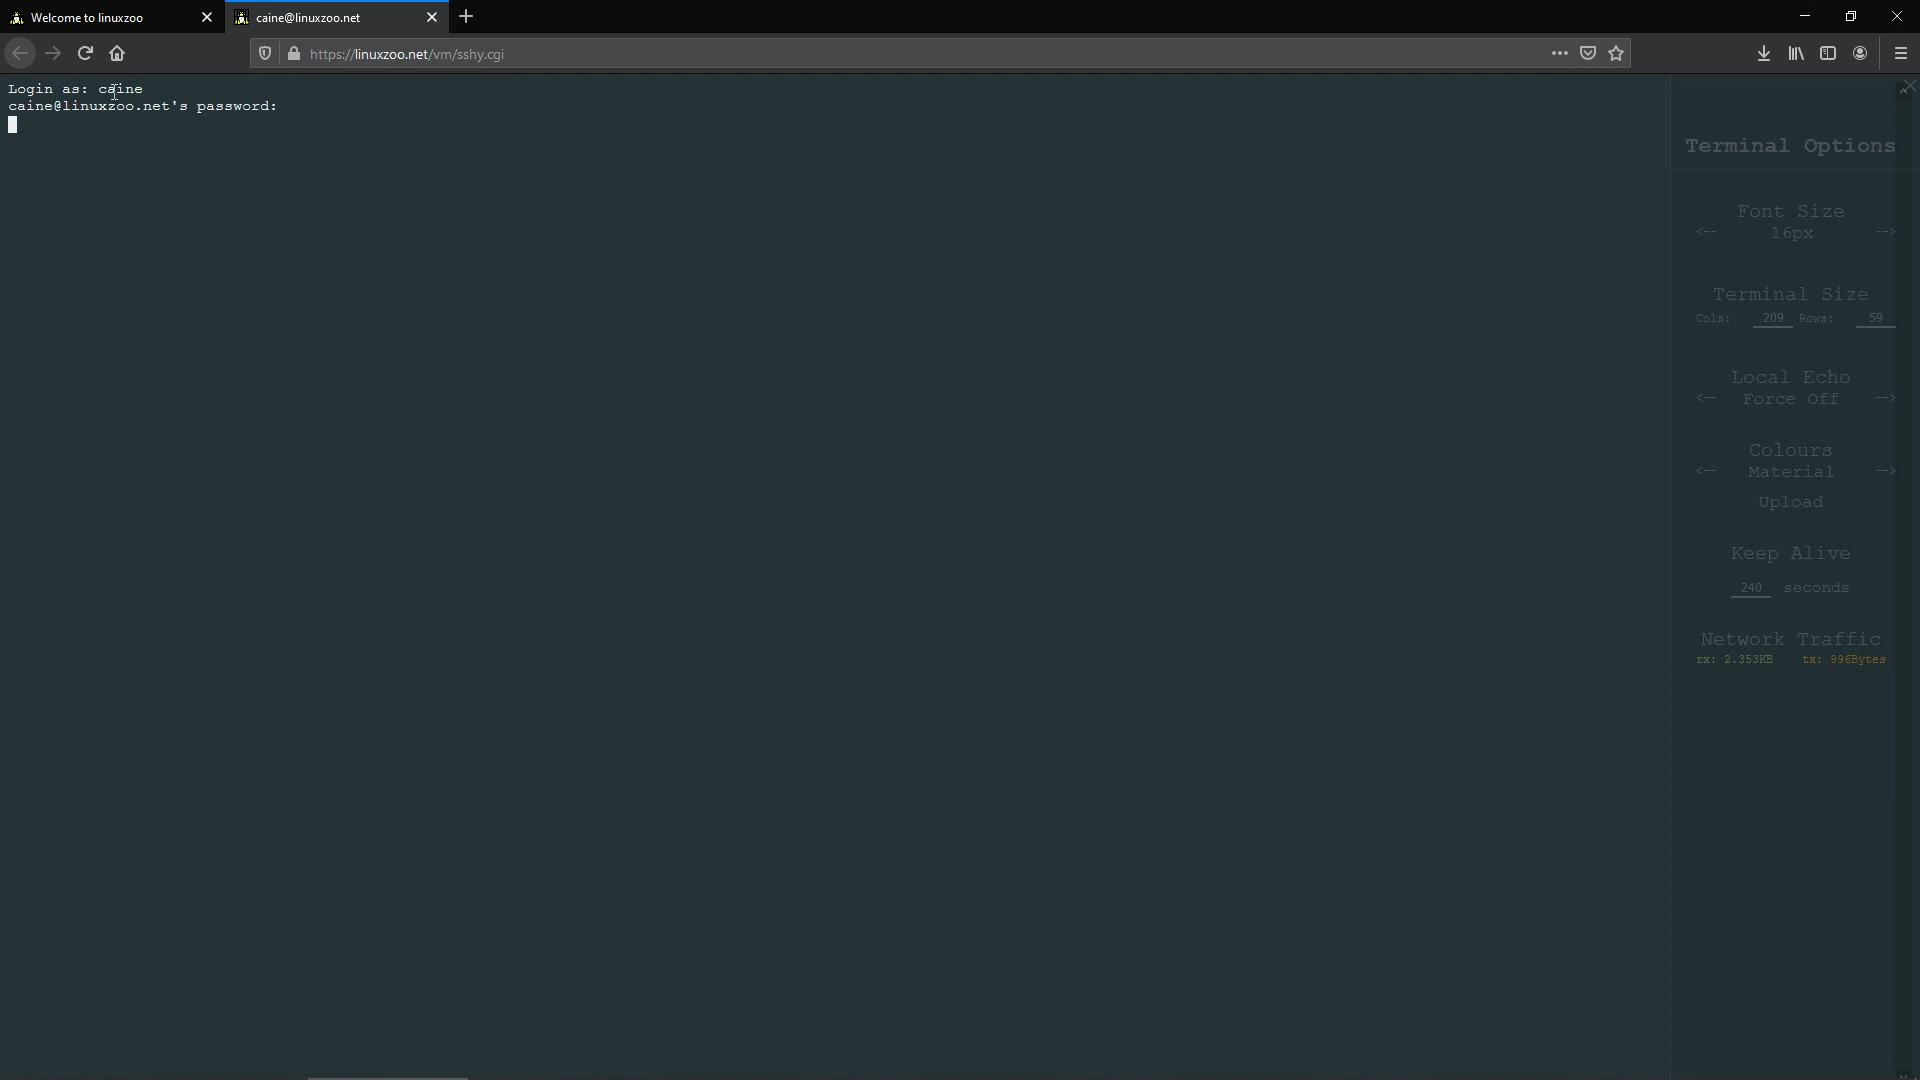 Welcome to linuxzoo
caine@linuxzoo.net
https://linuxzoo.net/vm/sshy.cgi
Login as: caine
caine@linuxzoo.net's password:
Terminal Options
Font Size
<-- 16px -->
Terminal Size
Cols: 209 Rows: 59
Local Echo
<-- Force Off -->
Colours
<-- Material -->
Upload
Keep Alive
240 seconds
Network Traffic
rx: 2.353KB tx: 996Bytes